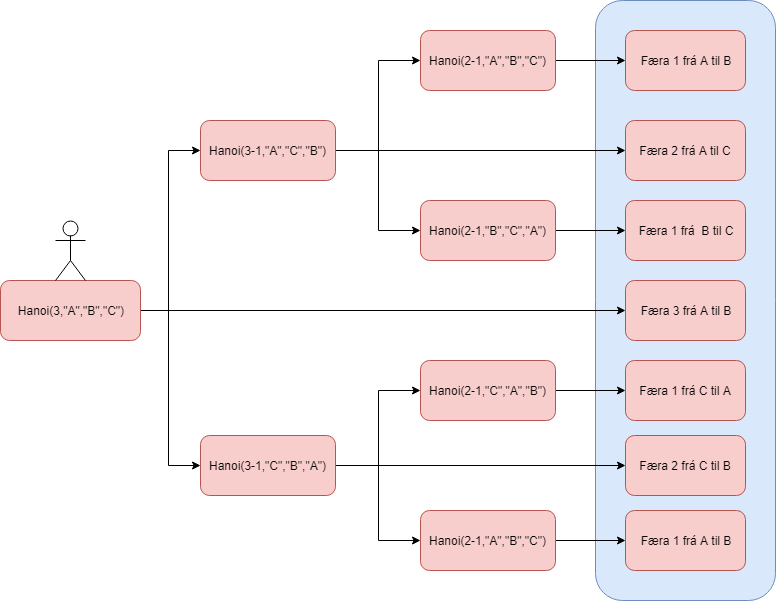 Hanoi(2-1,"A","B","C")
Færa 1 frá A til B
Hanoi(3-1,"A","C","B")
Færa 2 frá A til C
Hanoi(2-1,"B","C","A")
Færa 1 frá  B til C
Hanoi(3,"A","B","C")
Færa 3 frá A til B
Hanoi(2-1,"C","A","B")
Færa 1 frá C til A
Hanoi(3-1,"C","B","A")
Færa 2 frá C til B
Hanoi(2-1,"A","B","C")
Færa 1 frá A til B